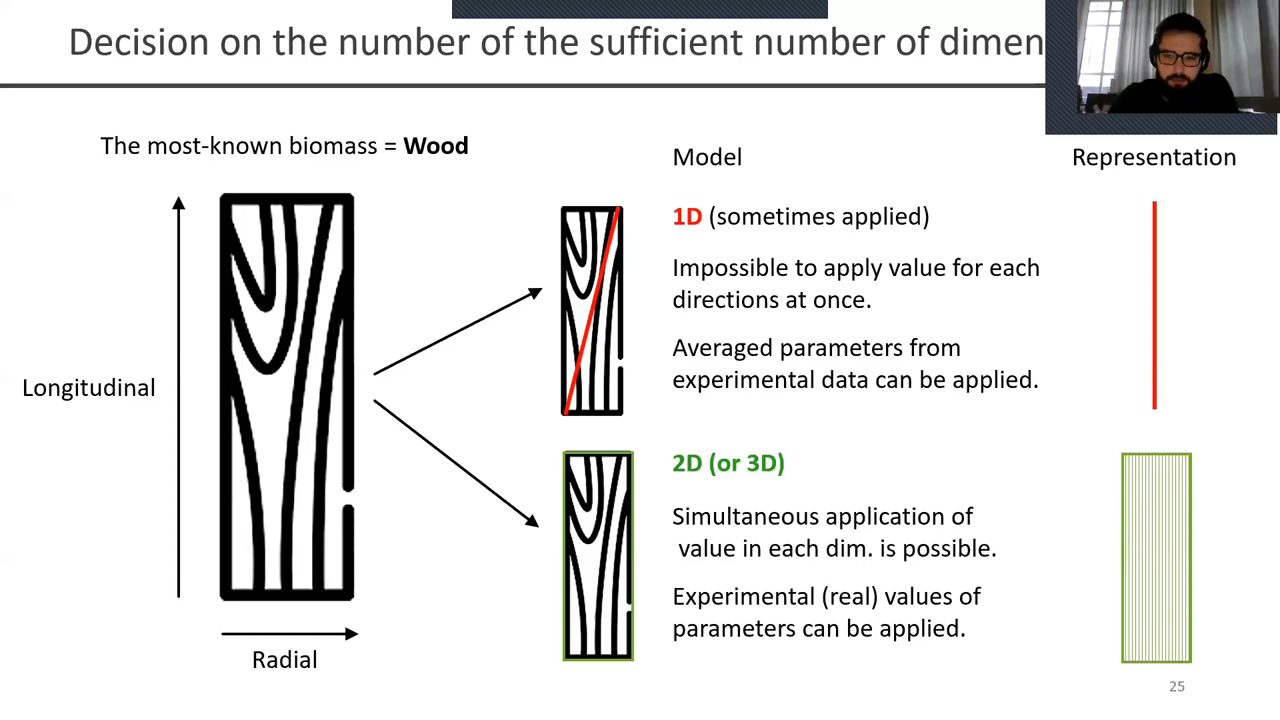 Decision on the number of the sufficient number of dimen
The most-known biomass = Wood
Model
Representation
1D (sometimes applied)
Impossible to apply value for each
directions at once.
Averaged parameters from
experimental data can be applied.
Longitudinal
2D (or 3D)
Simultaneous application of
value in each dim. is possible.
Experimental (real) values of
parameters can be applied.
Radial
25